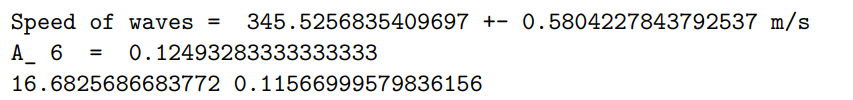 Speed of waves =  345.5256835409697 +- 0.5804227843792537 m/s
A_ 6  =  0.12493283333333333
16.6825686683772 0.11566999579836156